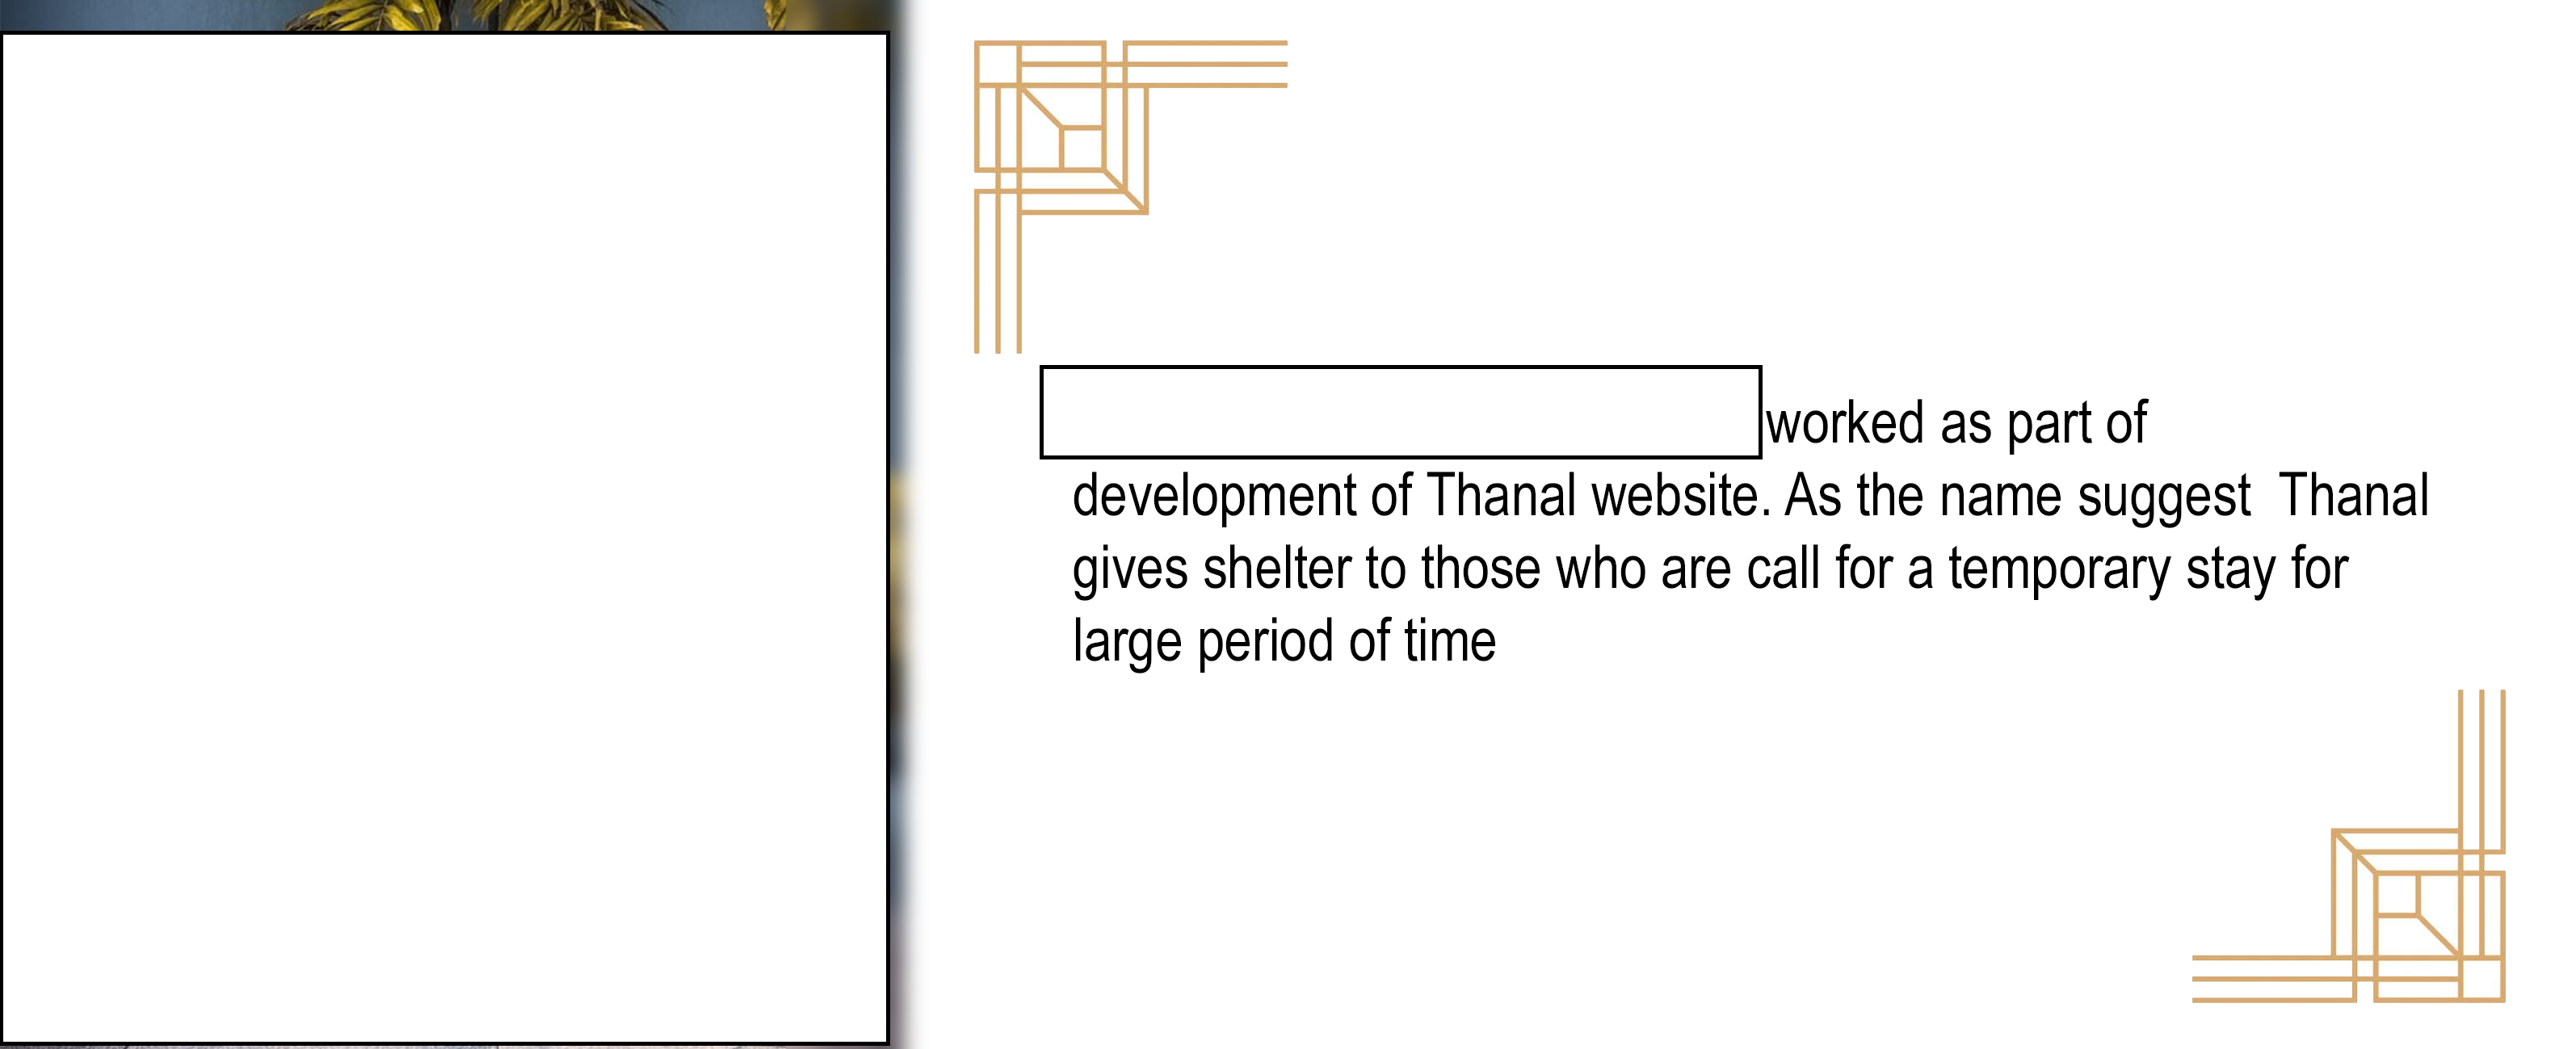 worked as part of
development of Thanal website. As the name suggest  Thanal
gives shelter to those who are call for a temporary stay for
large period of time